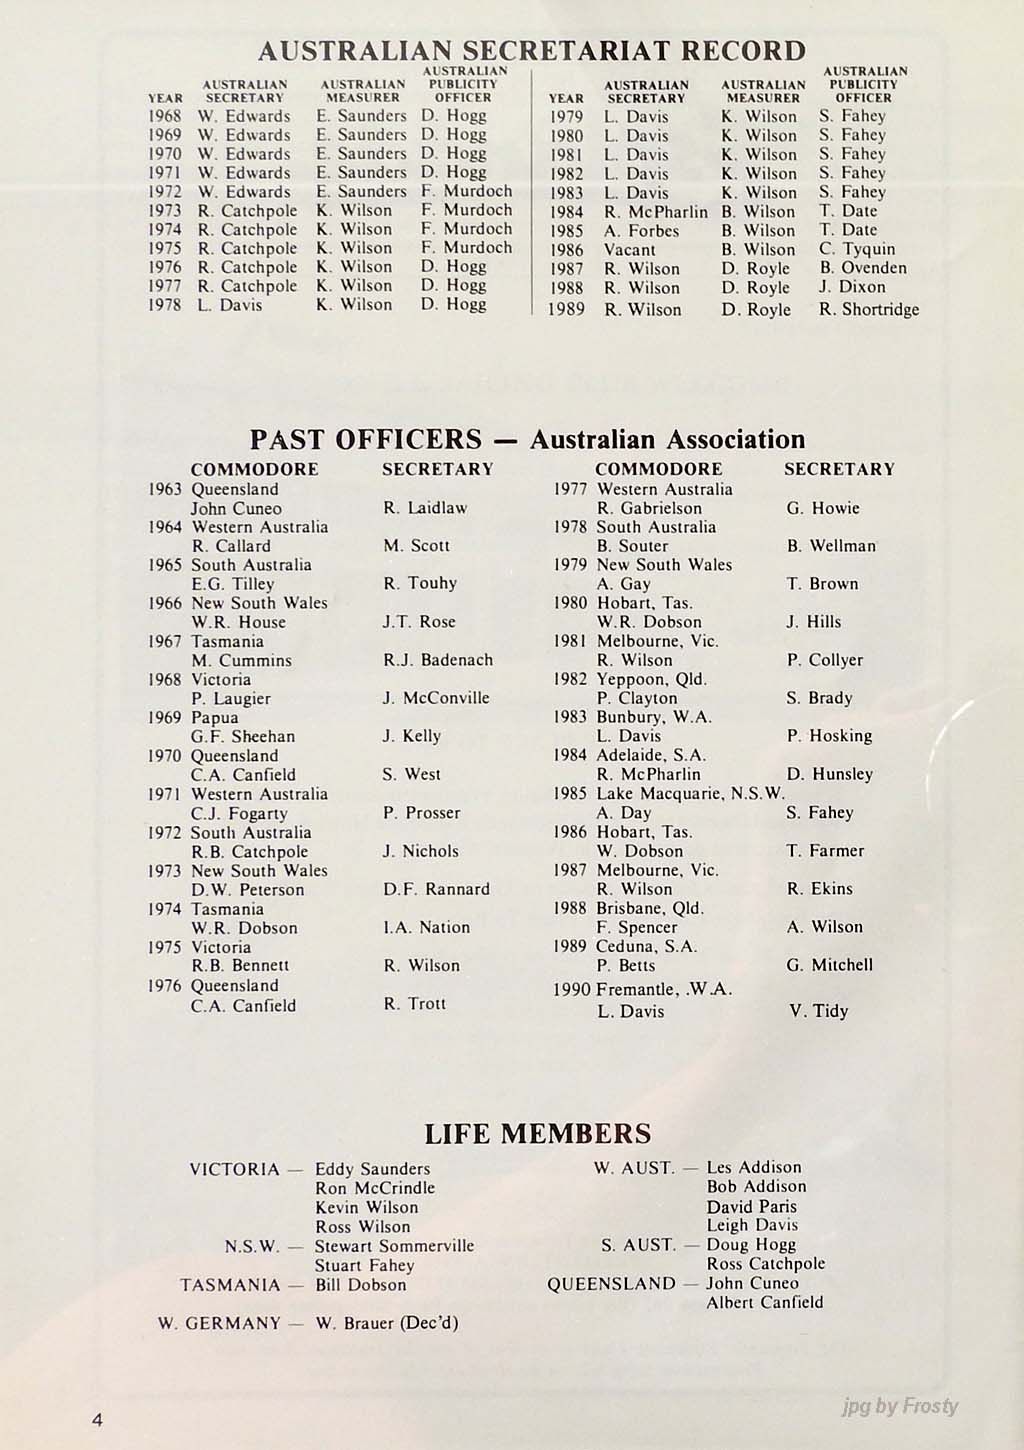 AUSTRALIAN SECRETARIAT RECORD
YEAR AUSTRALIAN SECRETARY AUSTRALIAN MEASURER AUSTRALIAN PUBLICITY OFFICER
1968 W. Edwards E. Saunders D. Hogg
1969 W. Edwards E. Saunders D. Hogg
1970 W. Edwards E. Saunders D. Hogg
1971 W. Edwards E. Saunders D. Hogg
1972 W. Edwards E. Saunders F. Murdoch
1973 R. Catchpole K. Wilson F. Murdoch
1974 R. Catchpole K. Wilson F. Murdoch
1975 R. Catchpole K. Wilson F. Murdoch
1976 R. Catchpole K. Wilson D. Hogg
1977 R. Catchpole K. Wilson D. Hogg
1978 L. Davis K. Wilson D. Hogg
YEAR AUSTRALIAN SECRETARY AUSTRALIAN MEASURER AUSTRALIAN PUBLICITY OFFICER
1979 L. Davis K. Wilson S. Fahey
1980 L. Davis K. Wilson S. Fahey
1981 L. Davis K. Wilson S. Fahey
1982 L. Davis K. Wilson S. Fahey
1983 L. Davis K. Wilson S. Fahey
1984 R. McPharlin B. Wilson T. Date
1985 A. Forbes B. Wilson T. Date
1986 Vacant B. Wilson C. Tyquin
1987 R. Wilson D. Royle B. Ovenden
1988 R. Wilson D. Royle J. Dixon
1989 R. Wilson D. Royle R. Shortridge
PAST OFFICERS — Australian Association
COMMODORE SECRETARY
1963 Queensland
John Cuneo R. Laidlaw
1964 Western Australia
R. Callard M. Scott
1965 South Australia
E.G. Tilley R. Touhy
1966 New South Wales
W.R. House J.T. Rose
1967 Tasmania
M. Cummins R.J. Badenach
1968 Victoria
P. Laugier J. McConville
1969 Papua
G.F. Sheehan J. Kelly
1970 Queensland
C.A. Canfield S. West
1971 Western Australia
C.J. Fogarty P. Prosser
1972 South Australia
R.B. Catchpole J. Nichols
1973 New South Wales
D.W. Peterson D.F. Rannard
1974 Tasmania
W.R. Dobson I.A. Nation
1975 Victoria
R.B. Bennett R. Wilson
1976 Queensland
C.A. Canfield R. Trott
COMMODORE SECRETARY
1977 Western Australia
R. Gabrielson G. Howie
1978 South Australia
B. Souter B. Wellman
1979 New South Wales
A. Gay T. Brown
1980 Hobart, Tas.
W.R. Dobson J. Hills
1981 Melbourne, Vic.
R. Wilson P. Collyer
1982 Yeppoon, Qld.
P. Clayton S. Brady
1983 Bunbury, W.A.
L. Davis P. Hosking
1984 Adelaide, S.A.
R. McPharlin D. Hunsley
1985 Lake Macquarie, N.S.W.
A. Day S. Fahey
1986 Hobart, Tas.
W. Dobson T. Farmer
1987 Melbourne, Vic.
R. Wilson R. Ekins
1988 Brisbane, Qld.
F. Spencer A. Wilson
1989 Ceduna, S.A.
P. Betts G. Mitchell
1990 Fremantle, .W.A.
L. Davis V. Tidy
LIFE MEMBERS
VICTORIA — Eddy Saunders
Ron McCrindle
Kevin Wilson
Ross Wilson
N.S.W. — Stewart Sommerville
Stuart Fahey
TASMANIA — Bill Dobson
W. GERMANY — W. Brauer (Dec'd)
W. AUST. — Les Addison
Bob Addison
David Paris
Leigh Davis
S. AUST. — Doug Hogg
Ross Catchpole
QUEENSLAND — John Cuneo
Albert Canfield
4
jpg by Frosty